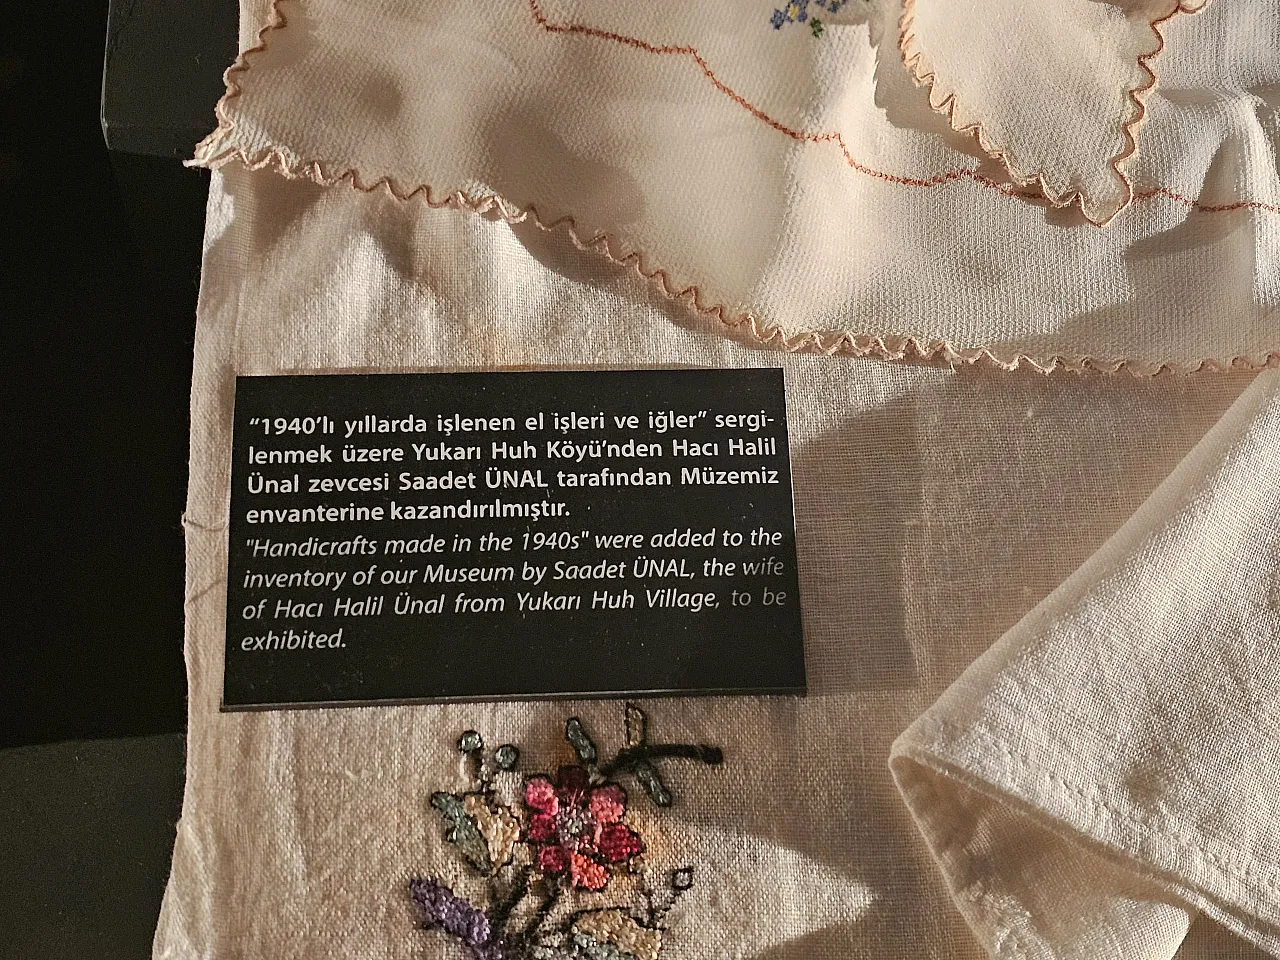 “1940’lı yıllarda işlenen el işleri ve iğler” sergi-
lenmek üzere Yukarı Huh Köyü’nden Hacı Halil
Ünal zevcesi Saadet ÜNAL tarafından Müzemiz
envanterine kazandırılmıştır.
"Handicrafts made in the 1940s" were added to the
inventory of our Museum by Saadet ÜNAL, the wife
of Hacı Halil Ünal from Yukarı Huh Village, to be
exhibited.